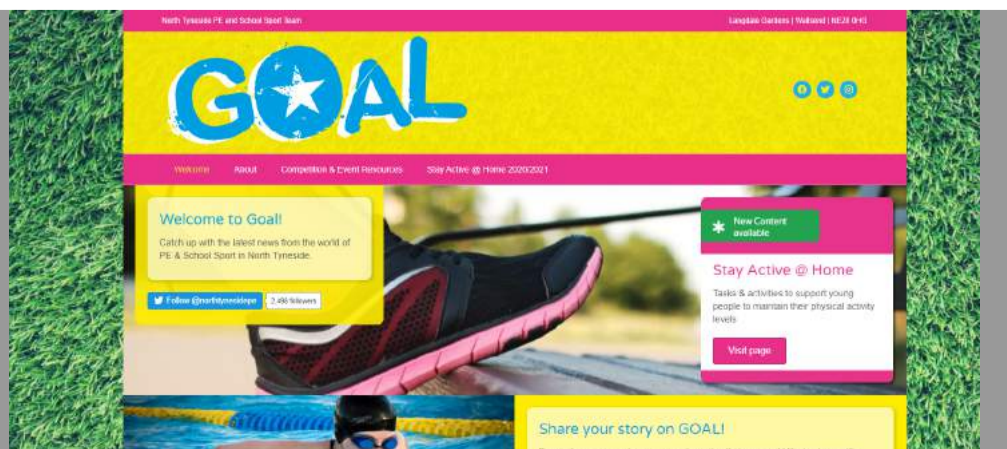 North Tyneside PE and School Sport Team
Langdale Gardens | Wallsend | NE28 0HG
GOAL
Welcome
About
Competition & Event Resources
Stay Active @ Home 2020/2021
Welcome to Goal!
Catch up with the latest news from the world of
PE & School Sport in North Tyneside.
Follow @northtynesidepe
2,496 followers
New Content
available
Stay Active @ Home
Tasks & activities to support young
people to maintain their physical activity
levels
Visit page
Share your story on GOAL!